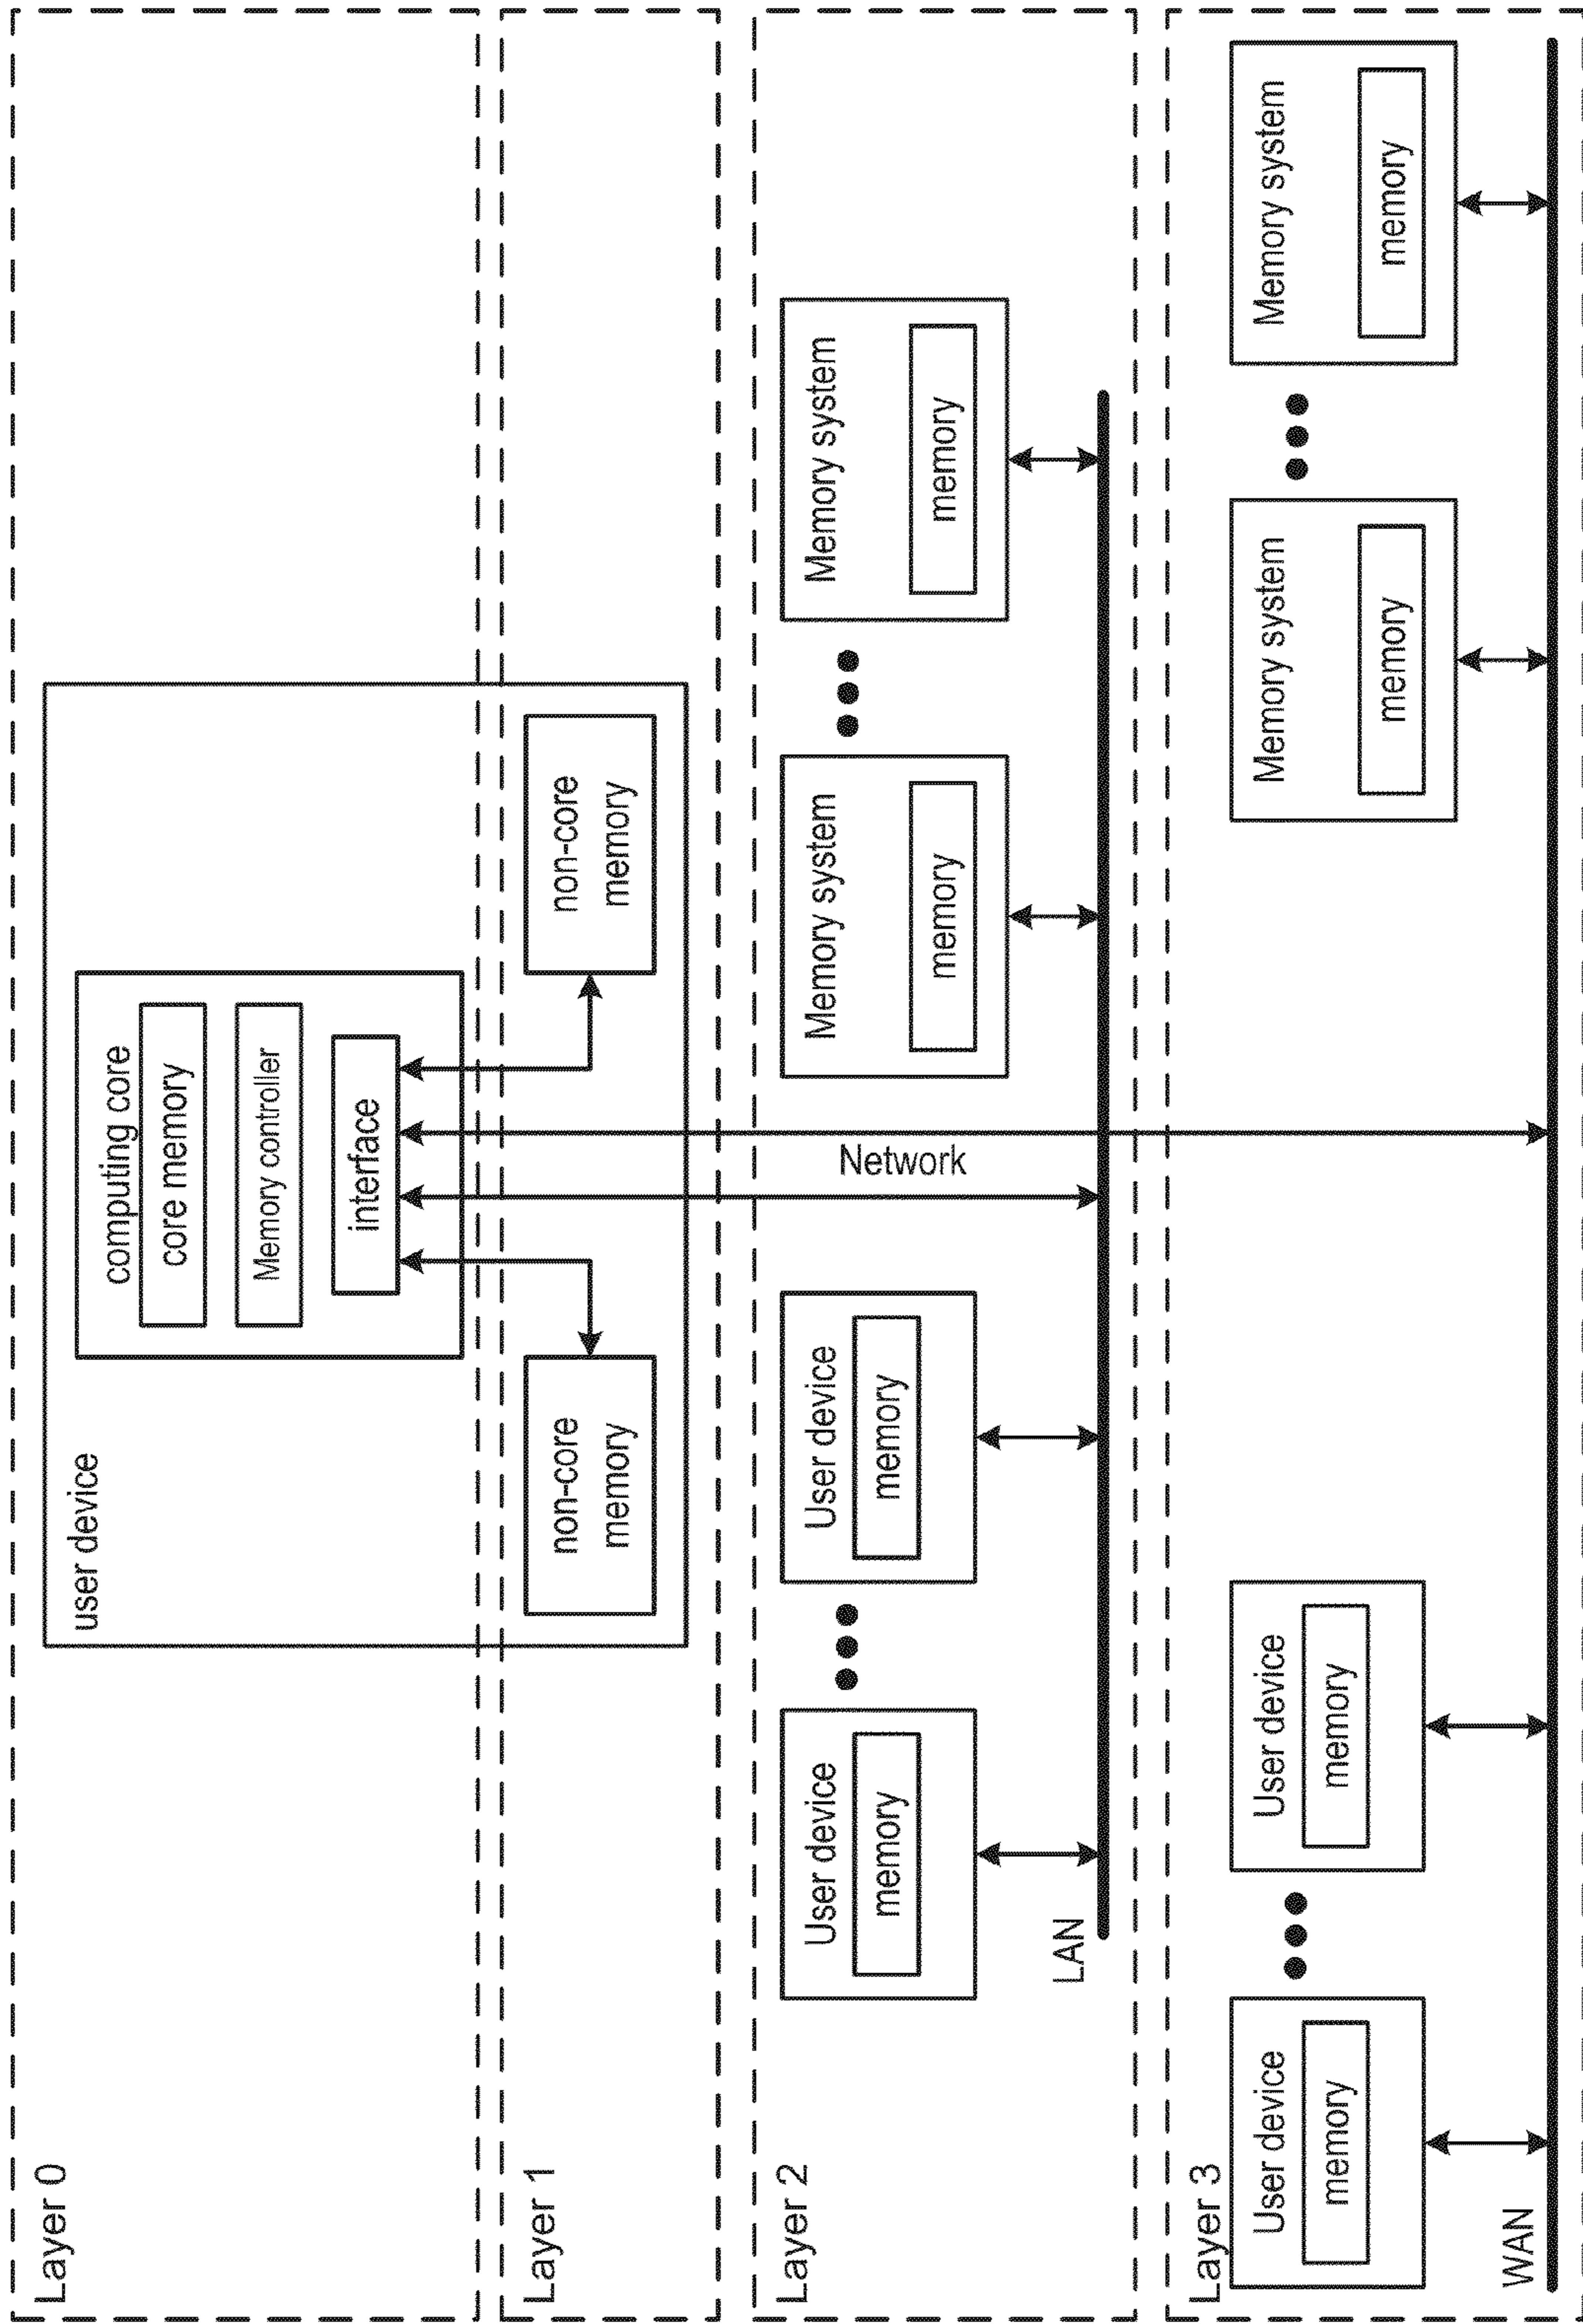 Layer 0
user device
computing core
core memory
Memory controller
interface
Layer 1
non-core
memory
non-core
memory
Network
Layer 2
User device
memory
User device
memory
Memory system
memory
Memory system
memory
LAN
Layer 3
User device
memory
User device
memory
Memory system
memory
Memory system
memory
WAN